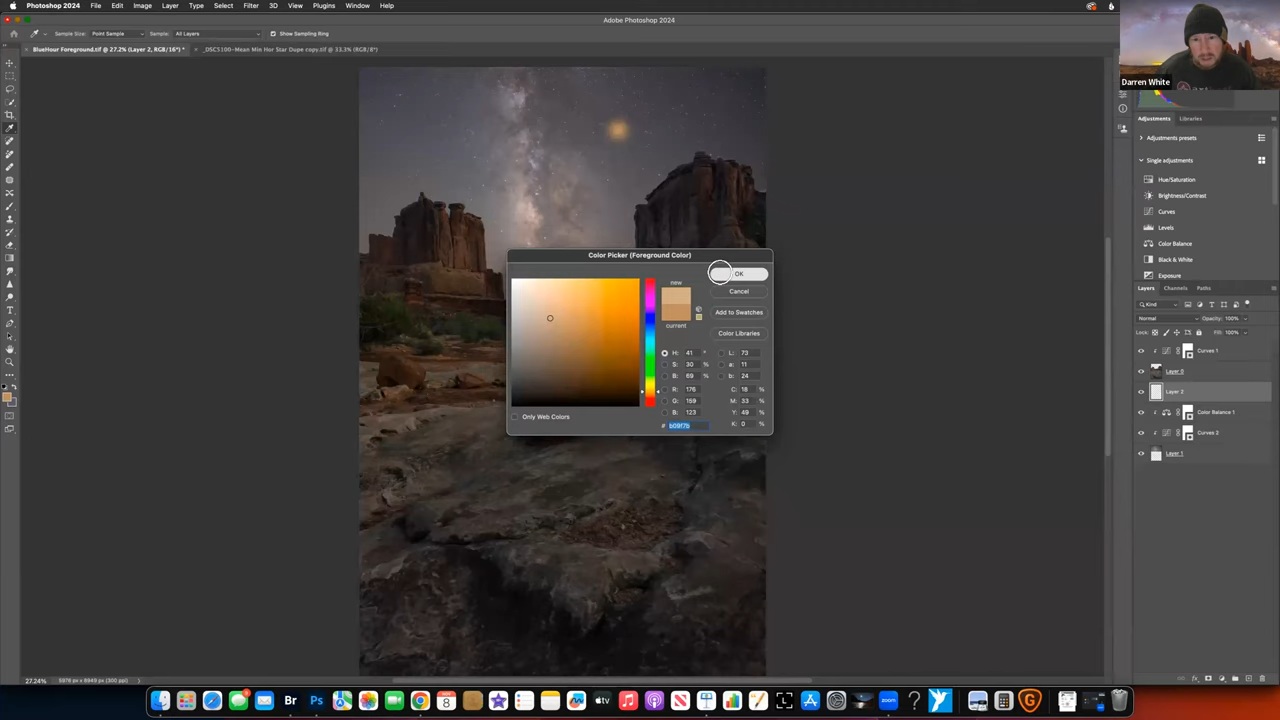 Photoshop 2024 File Edit Image Layer Type Select Filter 3D View Plugins Window Help
Adobe Photoshop 2024
Sample Size: Point Sample Sample: All Layers Show Sampling Ring
BlueHour Foreground.tif @ 27.2% (Layer 2, RGB/16*) *
_DSC5100-Mean Min Hor Star Dupe copy.tif @ 33.3% (RGB/8*)
Darren White
Adjustments Libraries
Adjustments presets
Single adjustments
Hue/Saturation
Brightness/Contrast
Curves
Levels
Color Balance
Black & White
Exposure
Layers Channels Paths
Kind
Normal Opacity: 100%
Lock: Fill: 100%
Curves 1
Layer 0
Layer 2
Color Balance 1
Curves 2
Layer 1
Color Picker (Foreground Color)
new
current
OK
Cancel
Add to Swatches
Color Libraries
H: 41 °
S: 30 %
B: 69 %
R: 176
G: 159
B: 123
# b09f7b
L: 73
a: 11
b: 24
C: 18 %
M: 33 %
Y: 49 %
K: 0 %
Only Web Colors
27.24%
Br
Ps
8
zoom